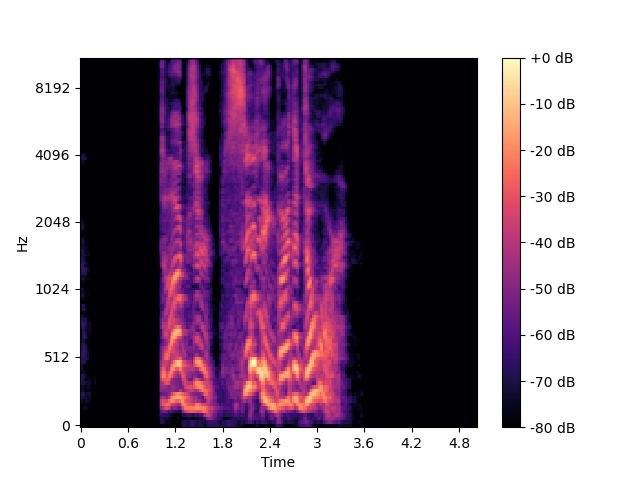 8192
4096
2048
1024
512
0
Hz
0 0.6 1.2 1.8 2.4 3 3.6 4.2 4.8
Time
+0 dB
-10 dB
-20 dB
-30 dB
-40 dB
-50 dB
-60 dB
-70 dB
-80 dB